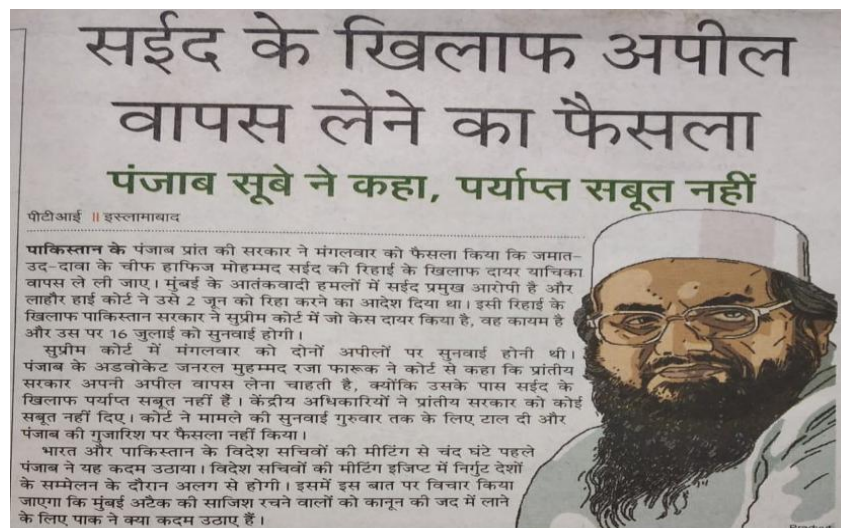 सईद के खिलाफ अपील
वापस लेने का फैसला
पंजाब सूबे ने कहा, पर्याप्त सबूत नहीं
पीटीआई ॥ इस्लामाबाद
पाकिस्तान के पंजाब प्रांत की सरकार ने मंगलवार को फैसला किया कि जमात-
उद-दावा के चीफ हाफिज मोहम्मद सईद की रिहाई के खिलाफ दायर याचिका
वापस ले ली जाए। मुंबई के आतंकवादी हमलों में सईद प्रमुख आरोपी है और
लाहौर हाई कोर्ट ने उसे 2 जून को रिहा करने का आदेश दिया था। इसी रिहाई के
खिलाफ पाकिस्तान सरकार ने सुप्रीम कोर्ट में जो केस दायर किया है, वह कायम है
और उस पर 16 जुलाई को सुनवाई होगी।
सुप्रीम कोर्ट में मंगलवार को दोनों अपीलों पर सुनवाई होनी थी।
पंजाब के अडवोकेट जनरल मुहम्मद रजा फारूक ने कोर्ट से कहा कि प्रांतीय
सरकार अपनी अपील वापस लेना चाहती है, क्योंकि उसके पास सईद के
खिलाफ पर्याप्त सबूत नहीं हैं। केंद्रीय अधिकारियों ने प्रांतीय सरकार को कोई
सबूत नहीं दिए। कोर्ट ने मामले की सुनवाई गुरुवार तक के लिए टाल दी और
पंजाब की गुजारिश पर फैसला नहीं किया।
भारत और पाकिस्तान के विदेश सचिवों की मीटिंग से चंद घंटे पहले
पंजाब ने यह कदम उठाया। विदेश सचिवों की मीटिंग इजिप्ट में निर्गुट देशों
के सम्मेलन के दौरान अलग से होगी। इसमें इस बात पर विचार किया
जाएगा कि मुंबई अटैक की साजिश रचने वालों को कानून की जद में लाने
के लिए पाक ने क्या कदम उठाए हैं।